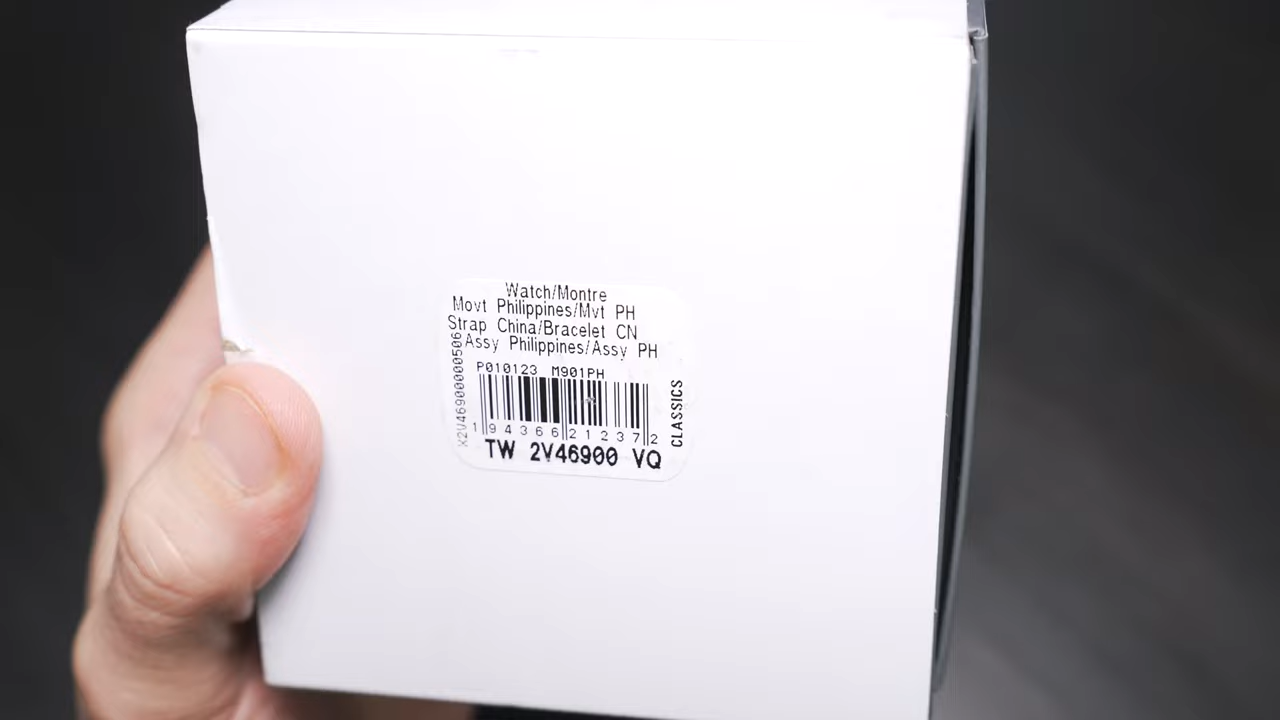 Watch/Montre
Movt Philippines/Mvt PH
Strap China/Bracelet CN
Assy Philippines/Assy PH
P010123 M901PH
1 94366 21237 2
TW 2V46900 VQ
X2V46900000506
CLASSICS